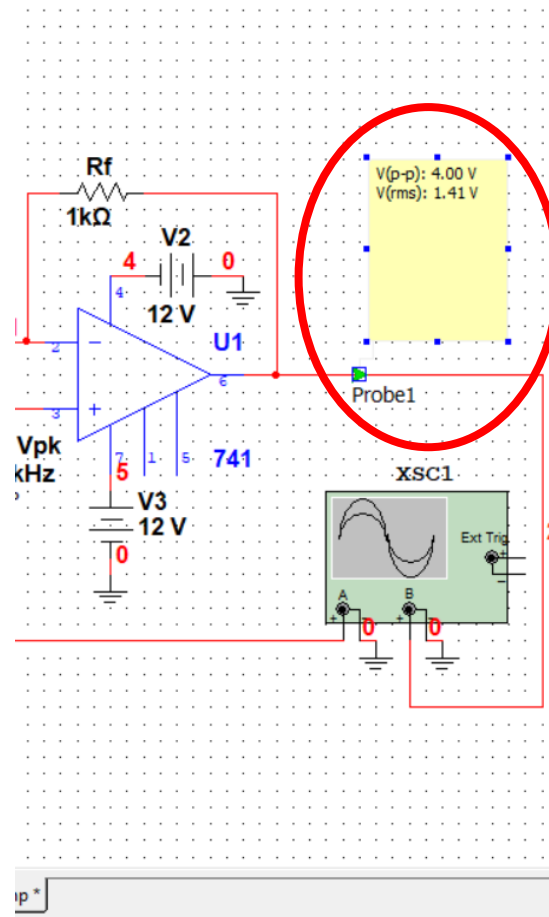 Rf
1kΩ
V(p-p): 4.00 V
V(rms): 1.41 V
V2
4
0
4
12 V
U1
2
6
3
Probe1
Vpk
kHz
7
1
5
741
5
XSC1
V3
12 V
0
Ext Trig
+
A
B
0
0